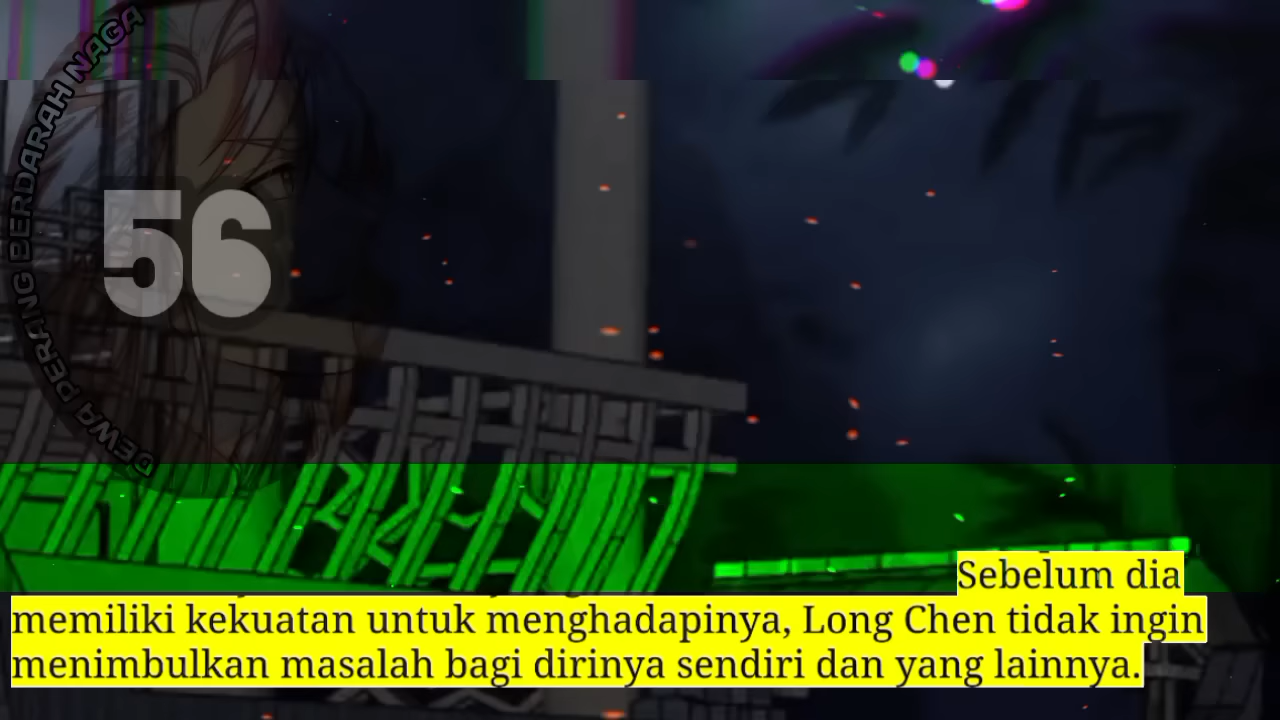 DEWA PERANG BERDARAH NAGA
56
Sebelum dia
memiliki kekuatan untuk menghadapinya, Long Chen tidak ingin
menimbulkan masalah bagi dirinya sendiri dan yang lainnya.